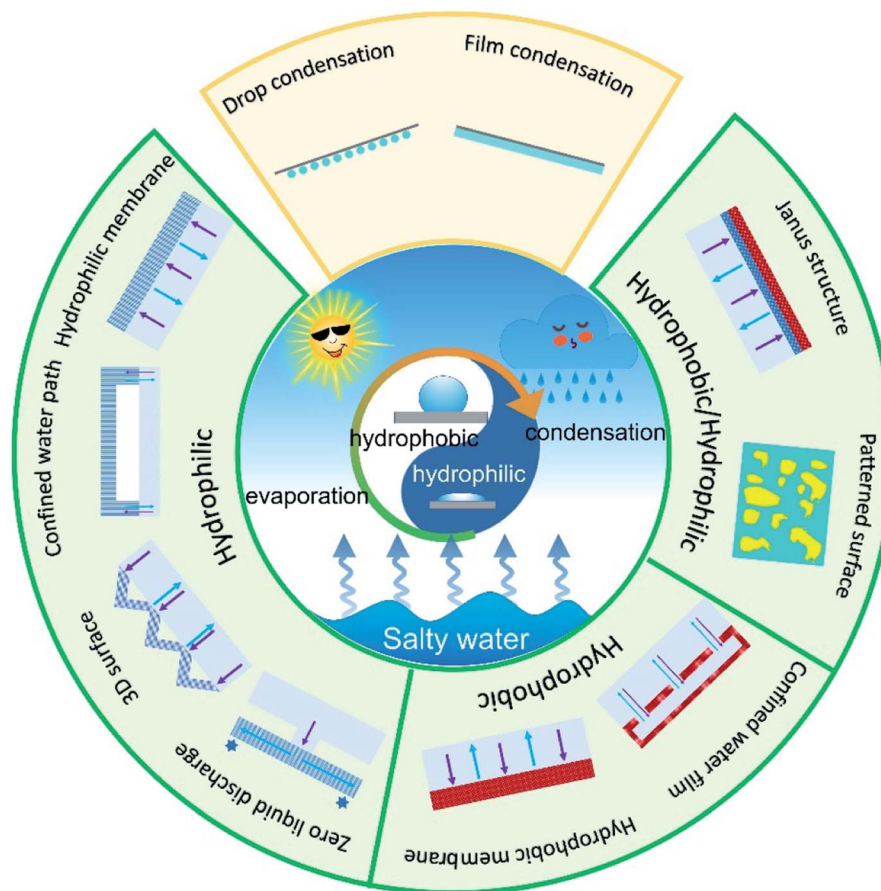 Drop condensation
Film condensation
Hydrophilic membrane
Confined water path
3D surface
Zero liquid discharge
Hydrophilic
Janus structure
Patterned surface
Hydrophobic/Hydrophilic
Confined water film
Hydrophobic membrane
Hydrophobic
hydrophobic
condensation
hydrophilic
evaporation
Salty water